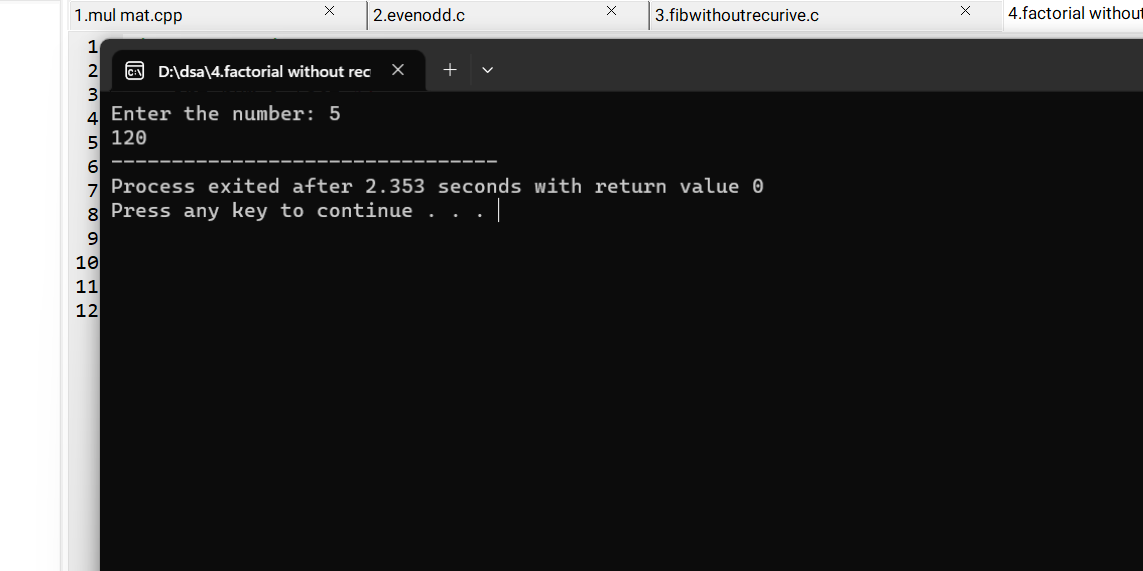 1.mul mat.cpp 2.evenodd.c 3.fibwithoutrecurive.c 4.factorial without
1
2
3
4
5
6
7
8
9
10
11
12
D:\dsa\4.factorial without rec
Enter the number: 5
120
--------------------------------
Process exited after 2.353 seconds with return value 0
Press any key to continue . . .